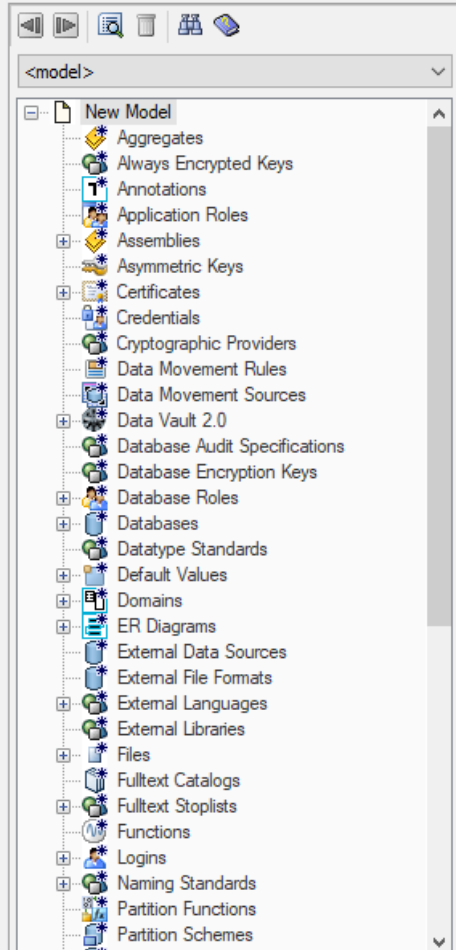 <model>
New Model
Aggregates
Always Encrypted Keys
Annotations
Application Roles
Assemblies
Asymmetric Keys
Certificates
Credentials
Cryptographic Providers
Data Movement Rules
Data Movement Sources
Data Vault 2.0
Database Audit Specifications
Database Encryption Keys
Database Roles
Databases
Datatype Standards
Default Values
Domains
ER Diagrams
External Data Sources
External File Formats
External Languages
External Libraries
Files
Fulltext Catalogs
Fulltext Stoplists
Functions
Logins
Naming Standards
Partition Functions
Partition Schemes